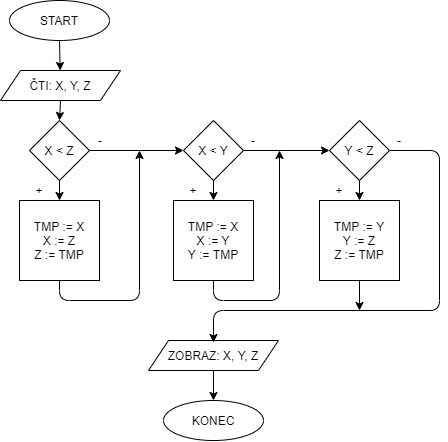 START
ČTI: X, Y, Z
X < Z
-
X < Y
-
Y < Z
-
+
+
+
TMP := X
X := Z
Z := TMP
TMP := X
X := Y
Y := TMP
TMP := Y
Y := Z
Z := TMP
ZOBRAZ: X, Y, Z
KONEC